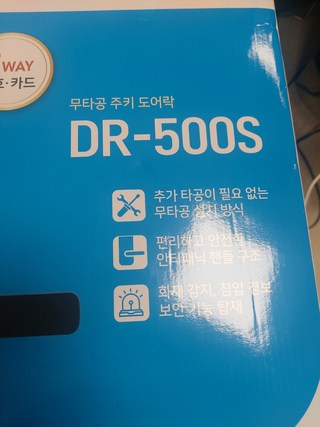 WAY
호·카드
무타공 주키 도어락
DR-500S
추가 타공이 필요 없는
무타공 설치 방식
편리하고 안전한
안티패닉 핸들 구조
화재 감지, 침입 경보
보안 기능 탑재